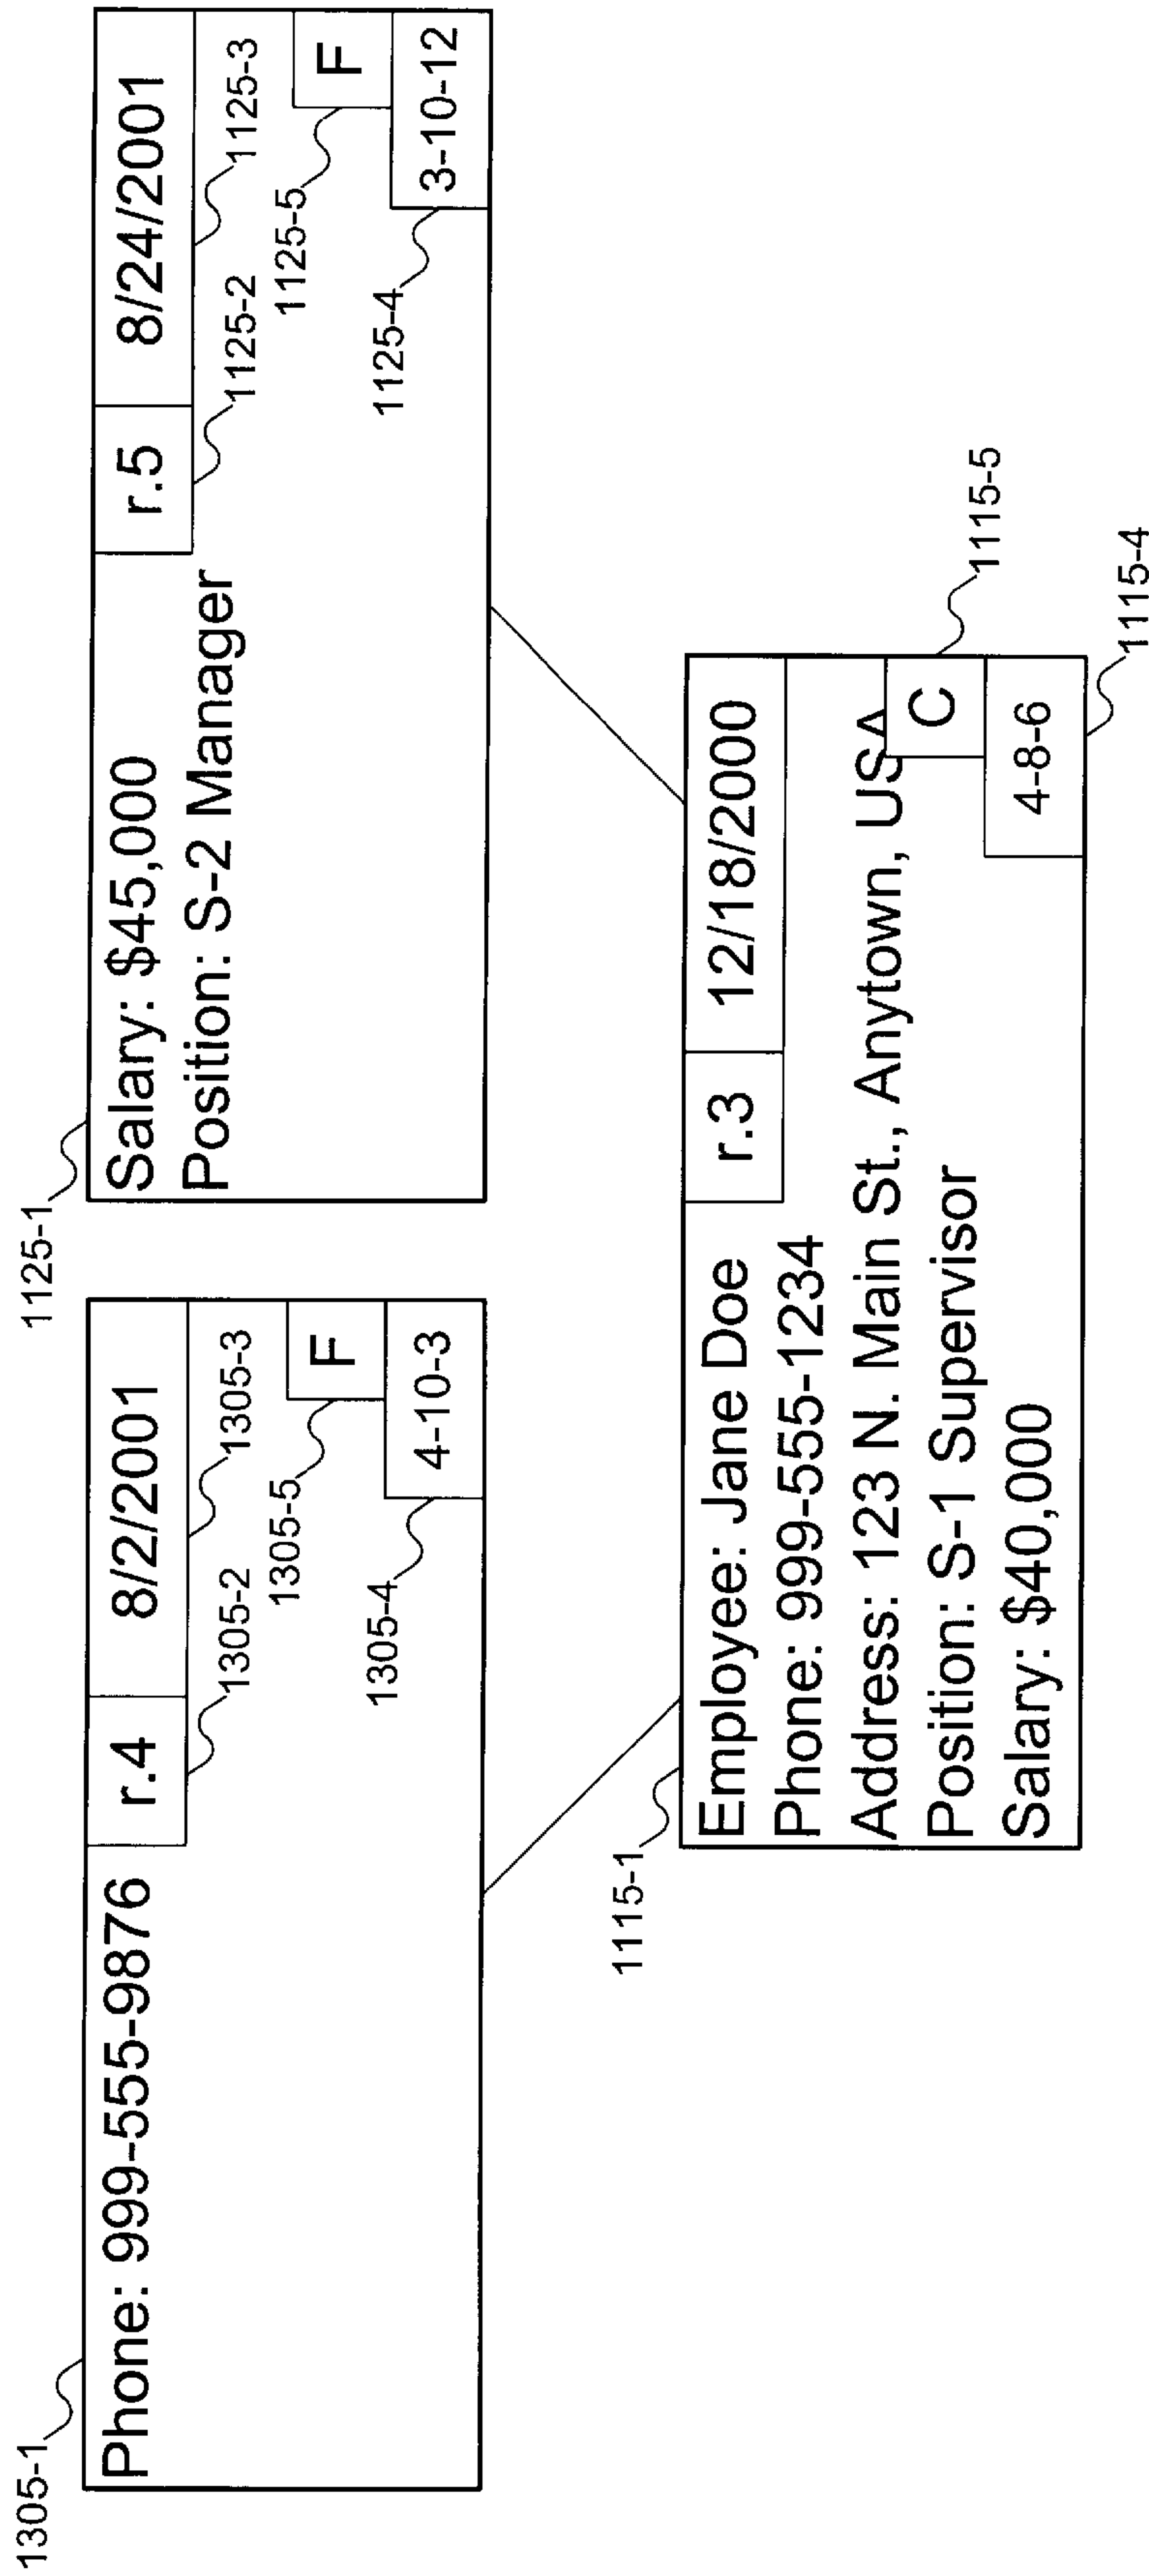 1305-1
Phone: 999-555-9876
r.4
8/2/2001
1305-2
1305-3
1305-5
F
1305-4
4-10-3
1125-1
Salary: $45,000
r.5
8/24/2001
Position: S-2 Manager
1125-2
1125-3
1125-5
F
1125-4
3-10-12
1115-1
Employee: Jane Doe
r.3
12/18/2000
Phone: 999-555-1234
Address: 123 N. Main St., Anytown, USA
Position: S-1 Supervisor
C
1115-5
Salary: $40,000
4-8-6
1115-4